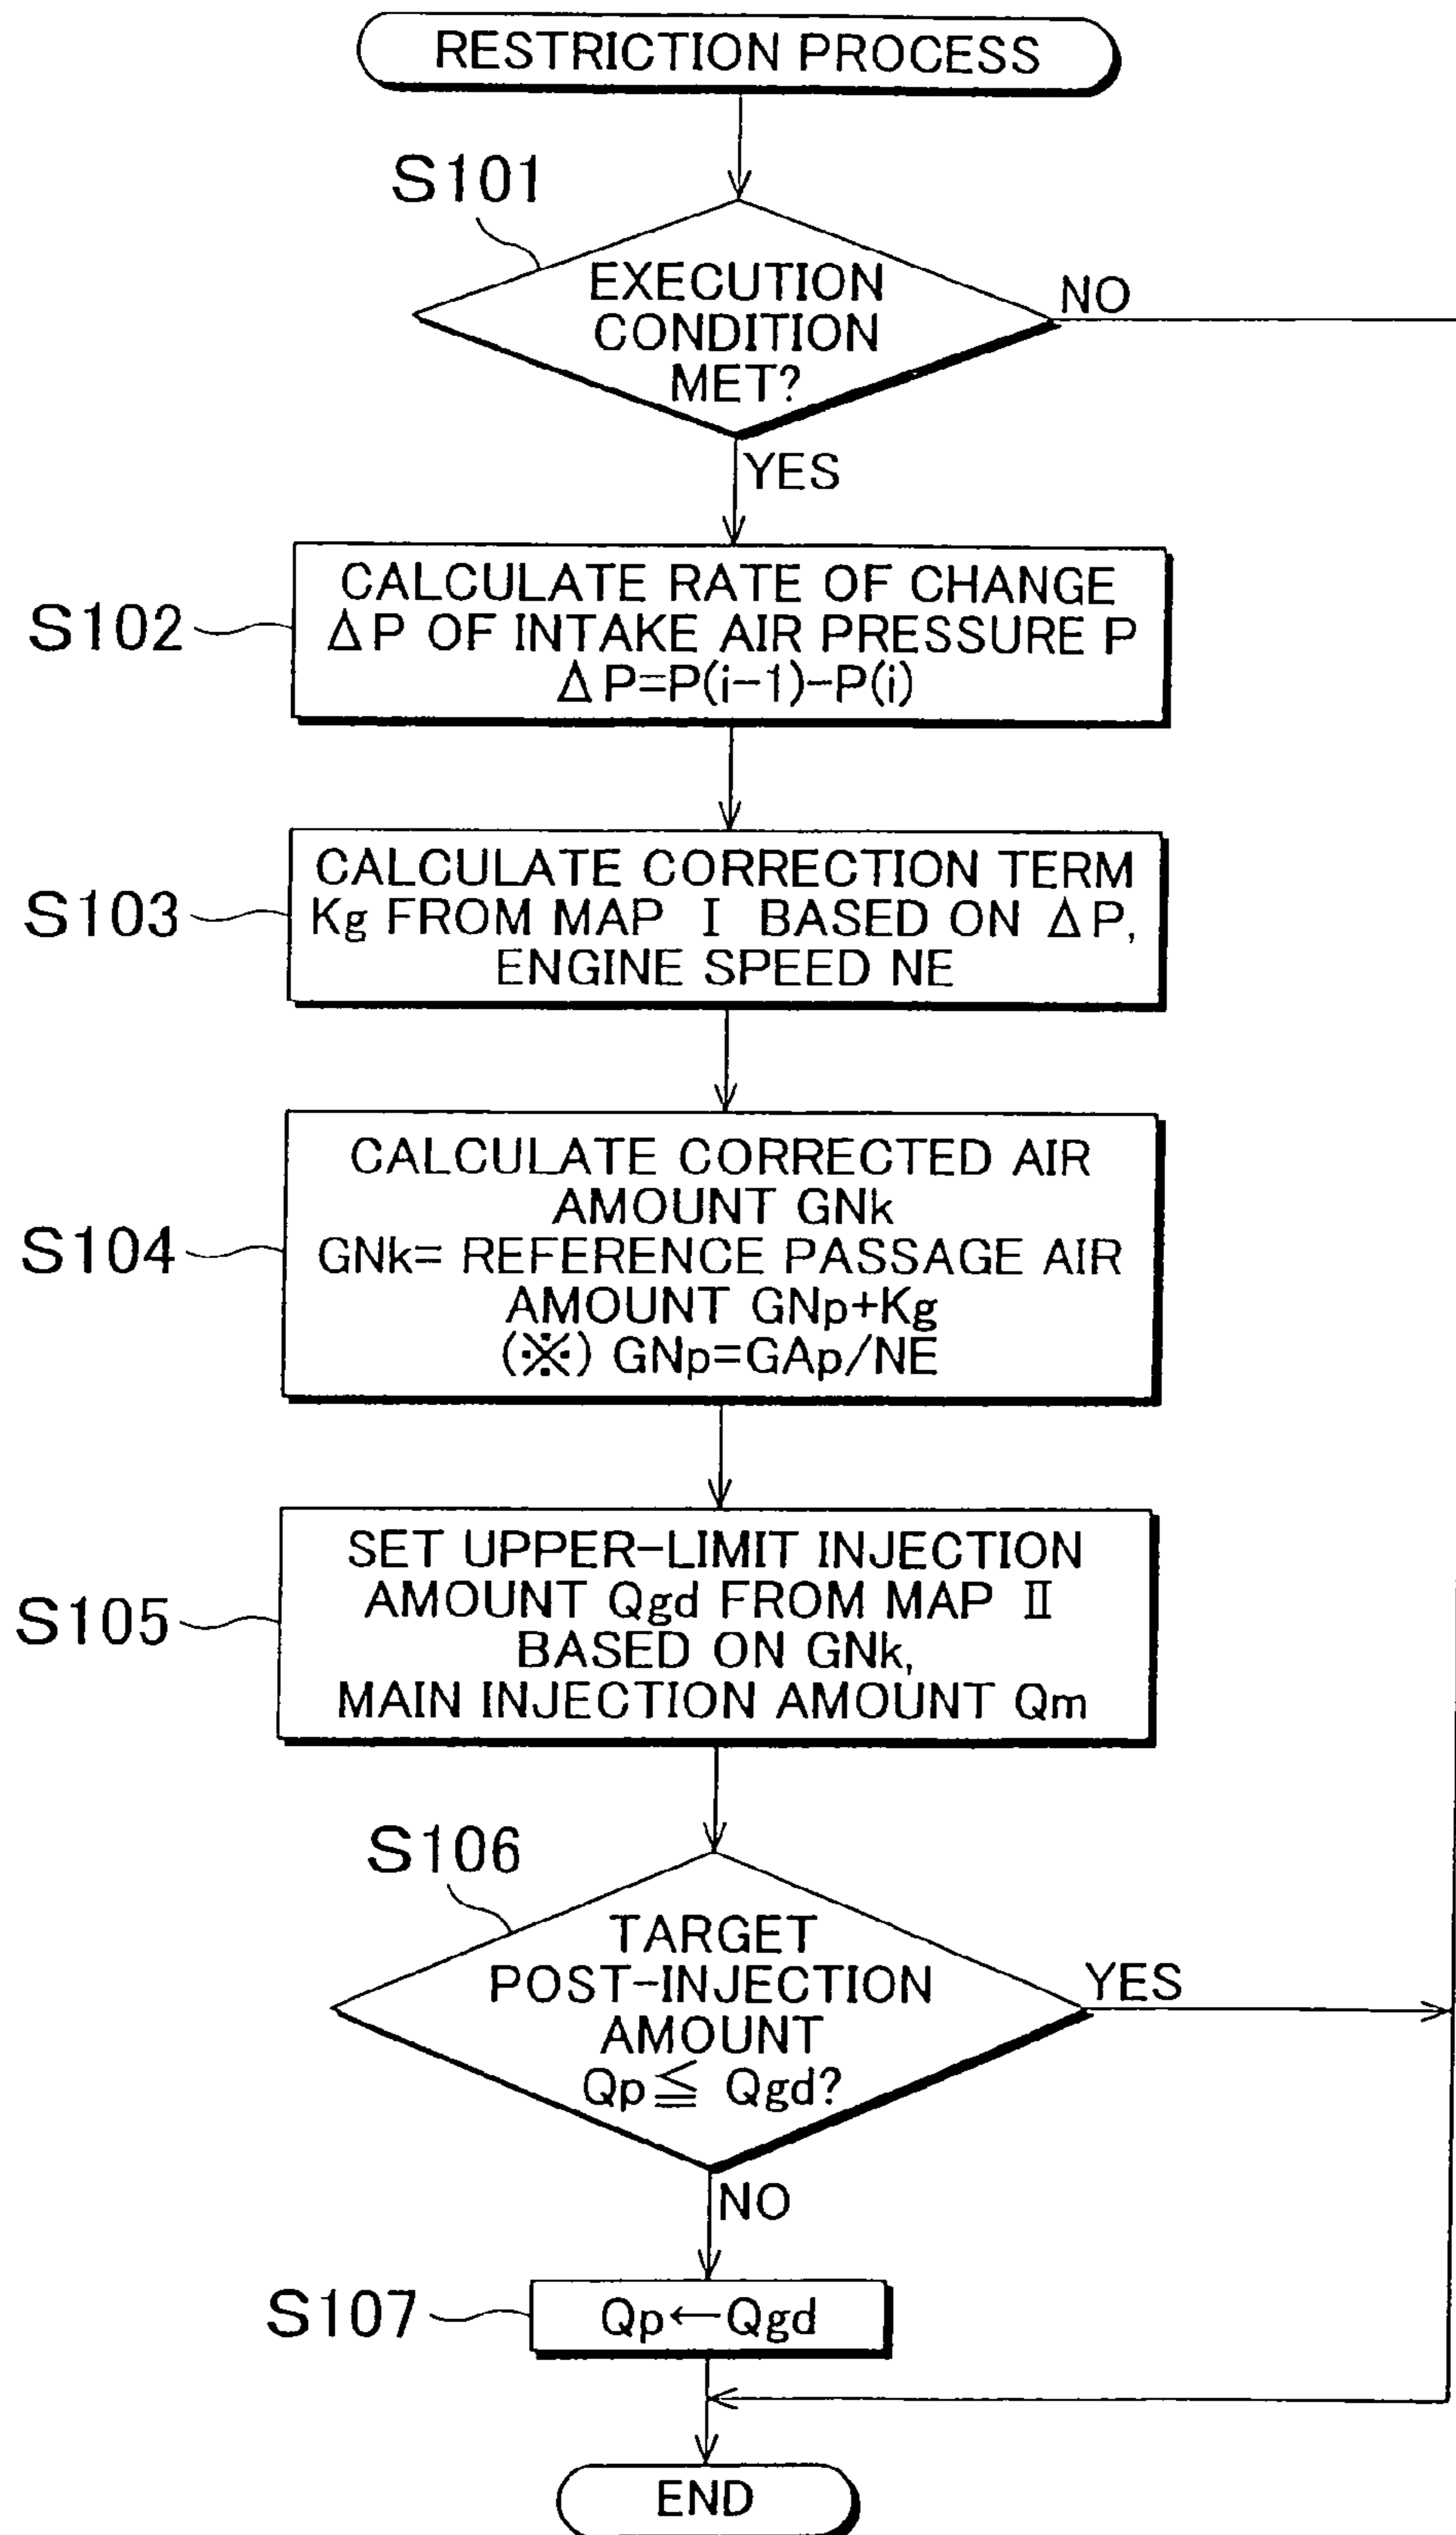 RESTRICTION PROCESS
S101
EXECUTION
CONDITION
MET?
NO
YES
S102
CALCULATE RATE OF CHANGE
ΔP OF INTAKE AIR PRESSURE P
ΔP=P(i-1)-P(i)
S103
CALCULATE CORRECTION TERM
Kg FROM MAP Ⅰ BASED ON ΔP,
ENGINE SPEED NE
S104
CALCULATE CORRECTED AIR
AMOUNT GNk
GNk= REFERENCE PASSAGE AIR
AMOUNT GNp+Kg
(※) GNp=GAp/NE
S105
SET UPPER-LIMIT INJECTION
AMOUNT Qgd FROM MAP Ⅱ
BASED ON GNk,
MAIN INJECTION AMOUNT Qm
S106
TARGET
POST-INJECTION
AMOUNT
Qp≦ Qgd?
YES
NO
S107
Qp←Qgd
END